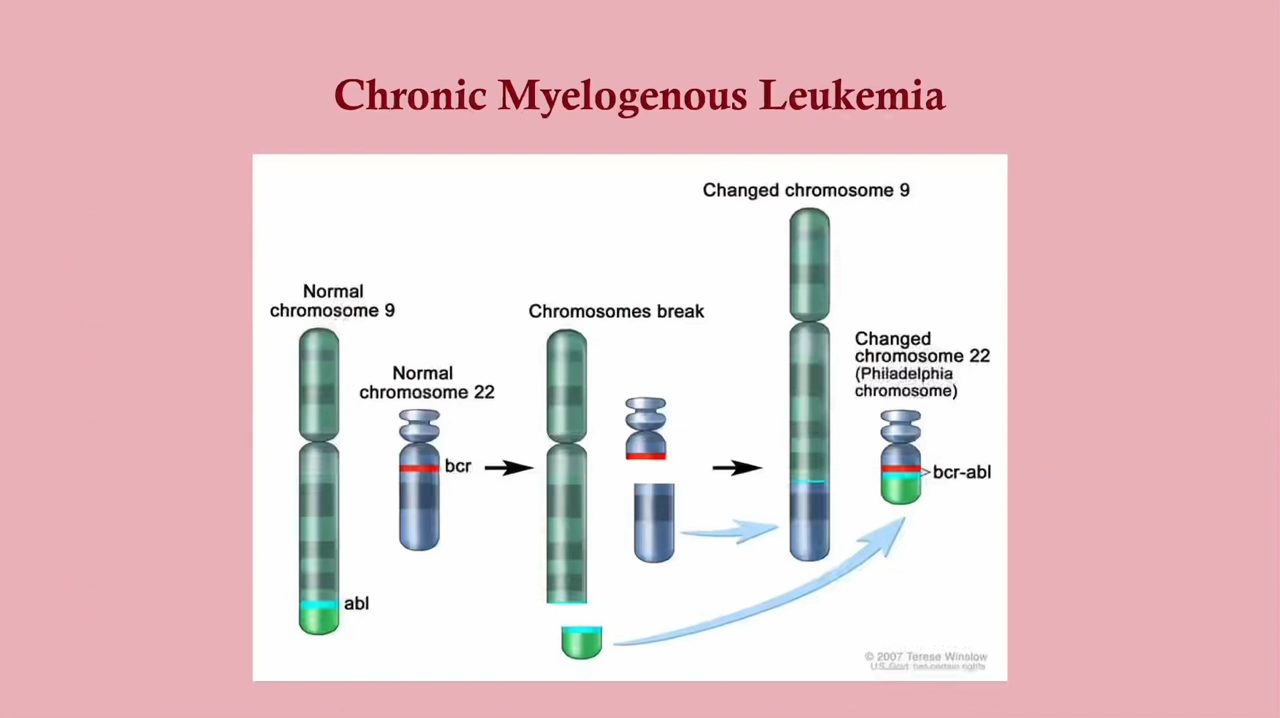 Chronic Myelogenous Leukemia
Changed chromosome 9
Normal
chromosome 9
Chromosomes break
Normal
chromosome 22
Changed
chromosome 22
(Philadelphia
chromosome)
bcr
bcr-abl
abl
© 2007 Terese Winslow
U.S. Govt. has certain rights